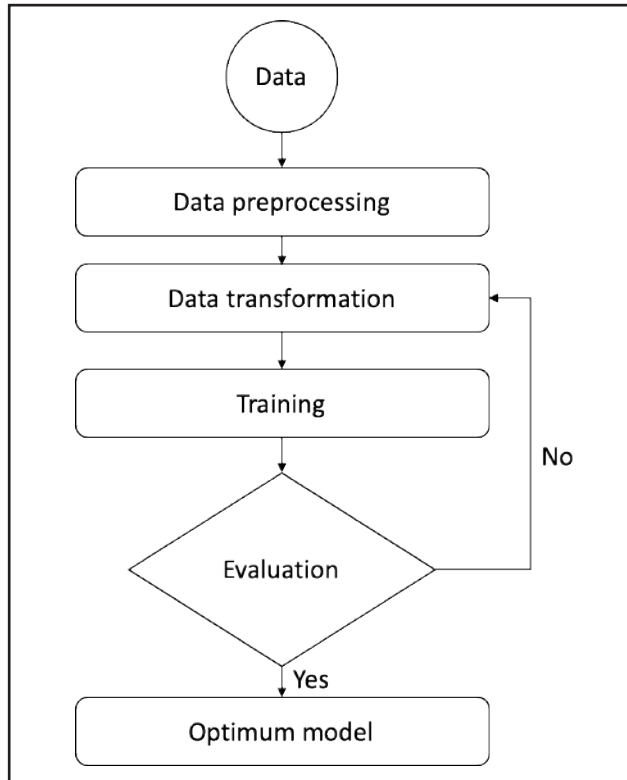 Data
Data preprocessing
Data transformation
Training
No
Evaluation
Yes
Optimum model